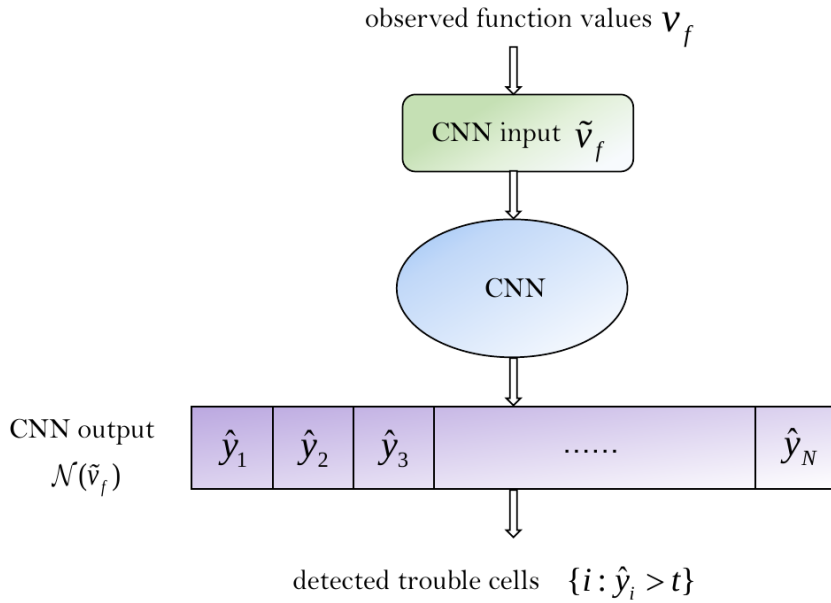 observed function values v_f
CNN input ṽ_f
CNN
CNN output
𝒩(ṽ_f)
ŷ_1 ŷ_2 ŷ_3 ...... ŷ_N
detected trouble cells {i : ŷ_i > t}